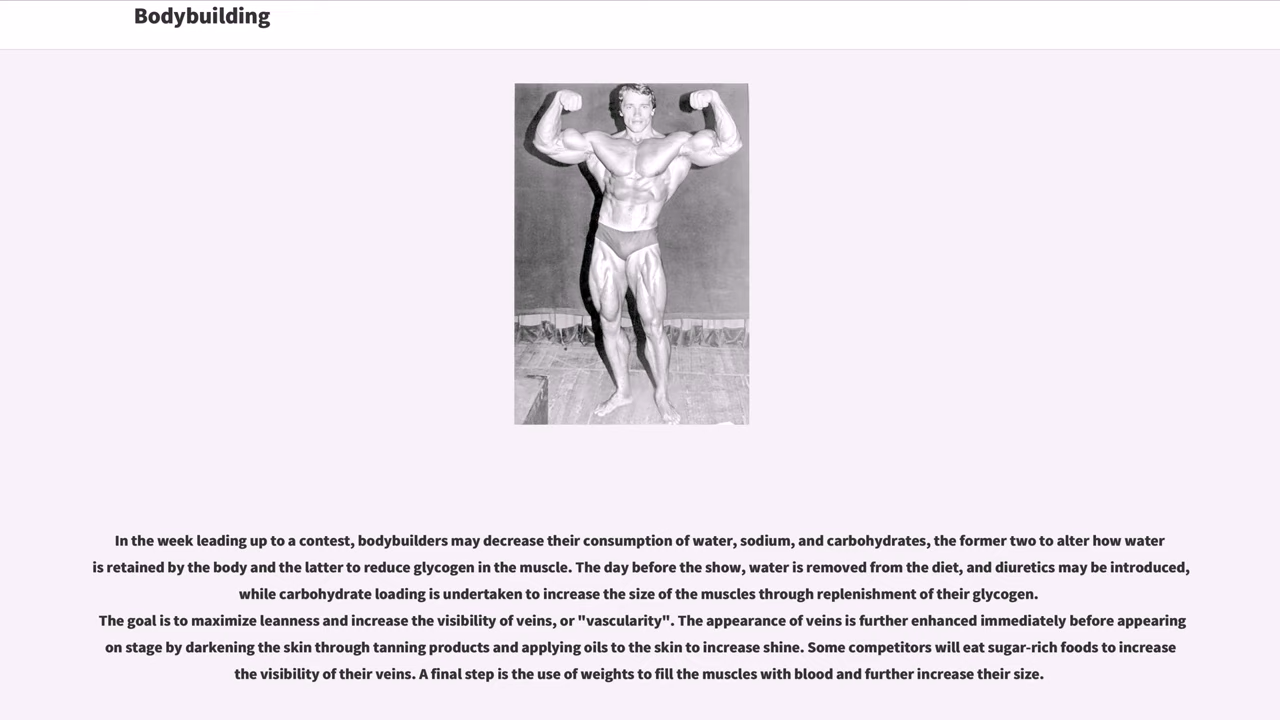 Bodybuilding
In the week leading up to a contest, bodybuilders may decrease their consumption of water, sodium, and carbohydrates, the former two to alter how water
is retained by the body and the latter to reduce glycogen in the muscle. The day before the show, water is removed from the diet, and diuretics may be introduced,
while carbohydrate loading is undertaken to increase the size of the muscles through replenishment of their glycogen.
The goal is to maximize leanness and increase the visibility of veins, or "vascularity". The appearance of veins is further enhanced immediately before appearing
on stage by darkening the skin through tanning products and applying oils to the skin to increase shine. Some competitors will eat sugar-rich foods to increase
the visibility of their veins. A final step is the use of weights to fill the muscles with blood and further increase their size.